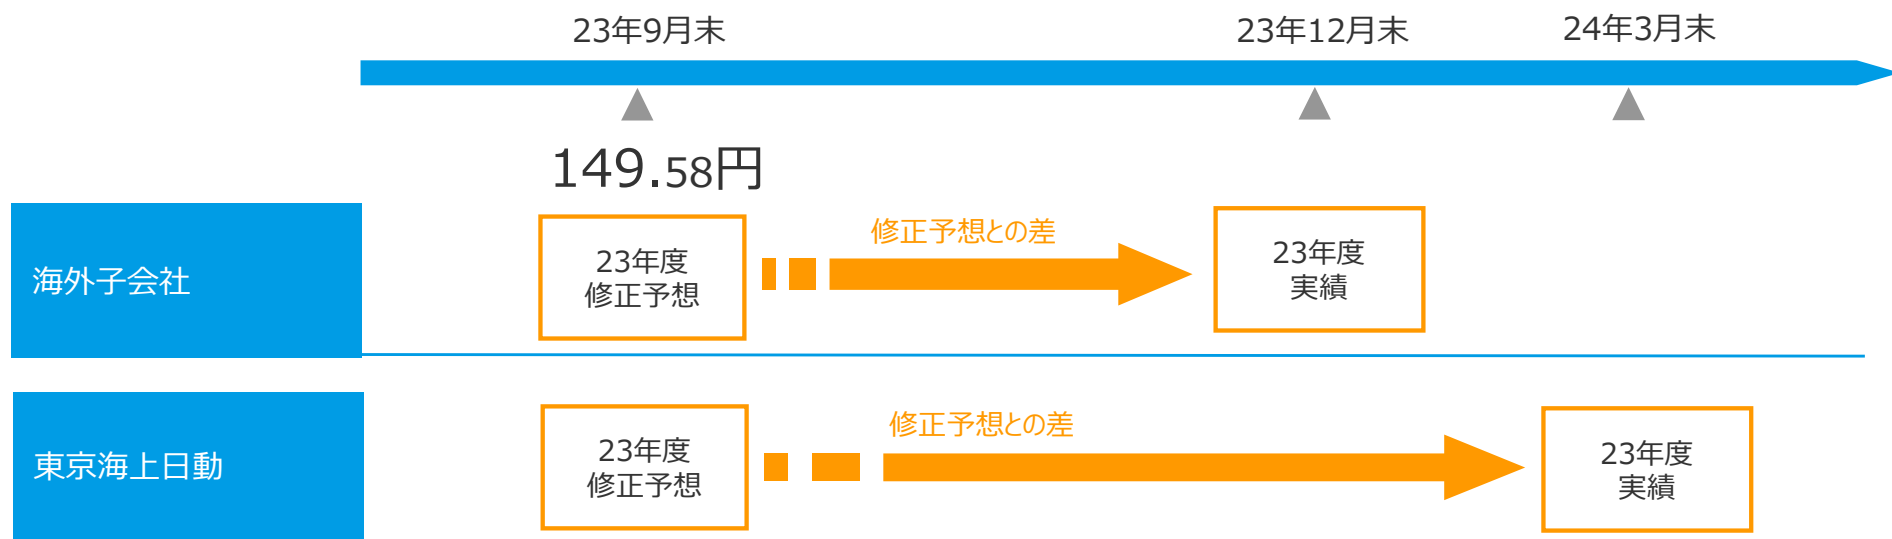 23年9月末
23年12月末
24年3月末
149.58円
海外子会社
23年度
修正予想
修正予想との差
23年度
実績
東京海上日動
23年度
修正予想
修正予想との差
23年度
実績